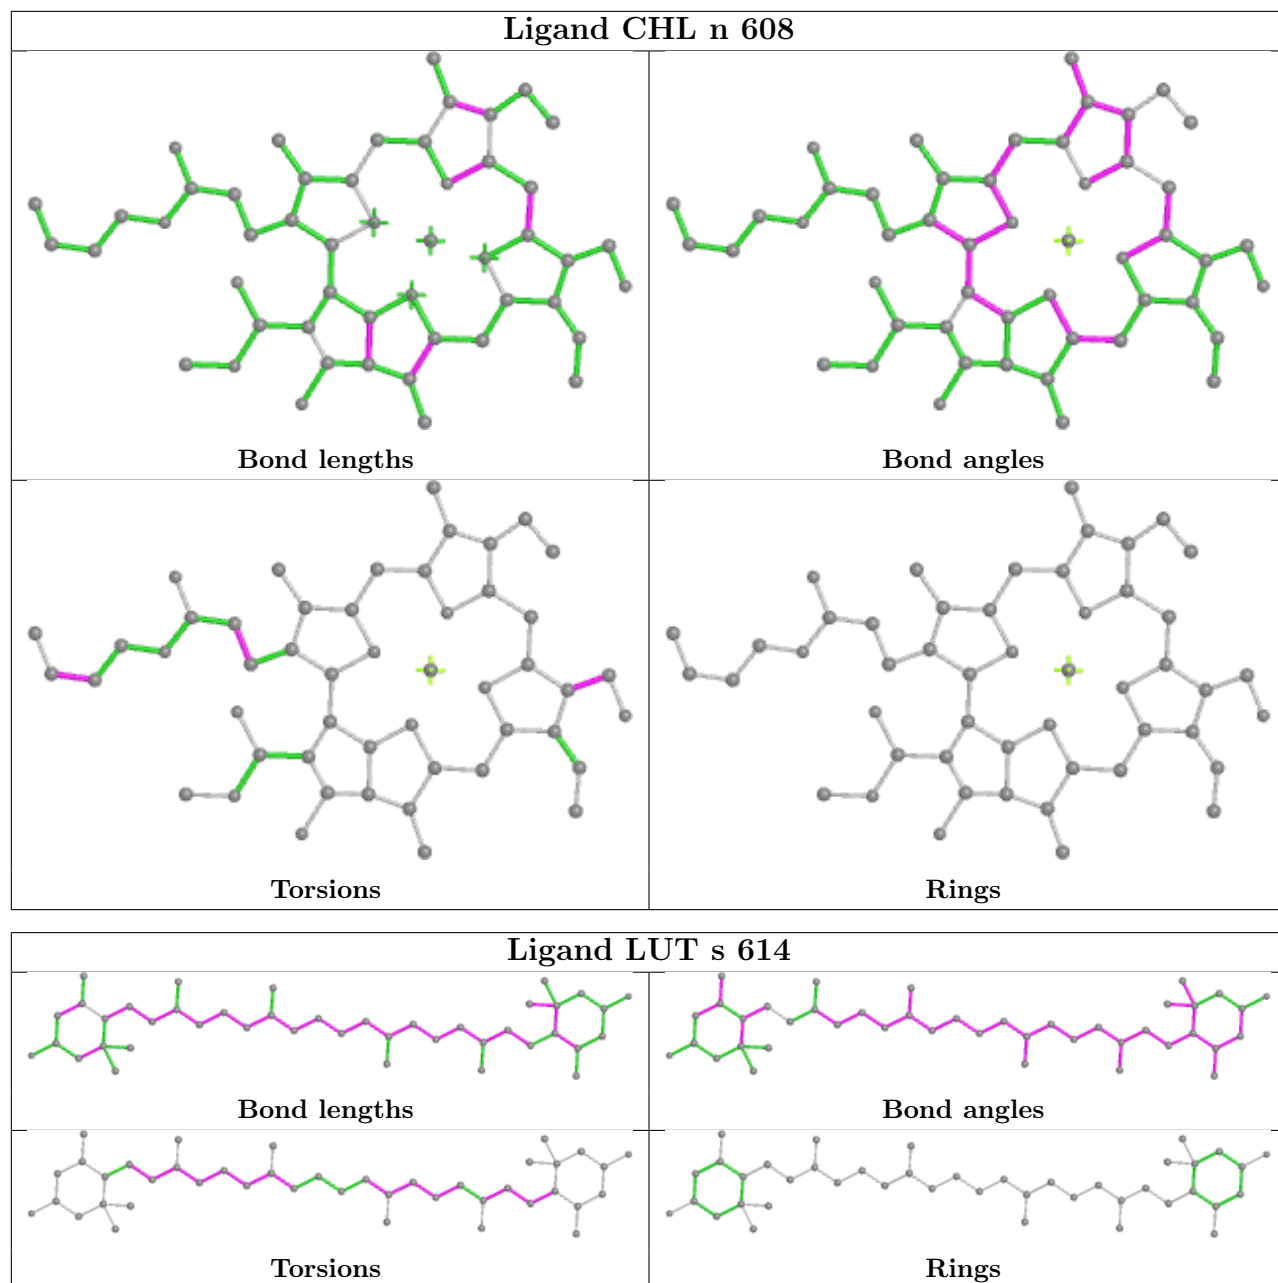 Ligand CHL n 608
Bond lengths
Bond angles
Torsions
Rings
Ligand LUT s 614
Bond lengths
Bond angles
Torsions
Rings